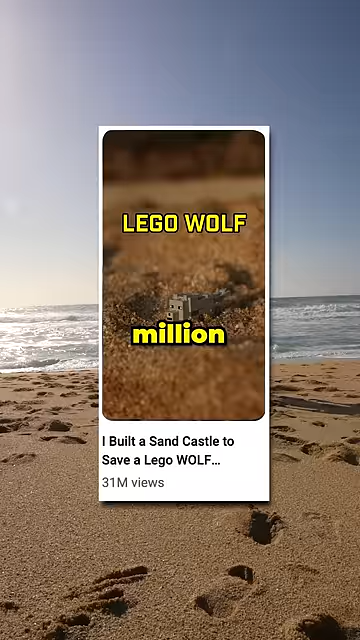 LEGO WOLF
million
I Built a Sand Castle to
Save a Lego WOLF...
31M views